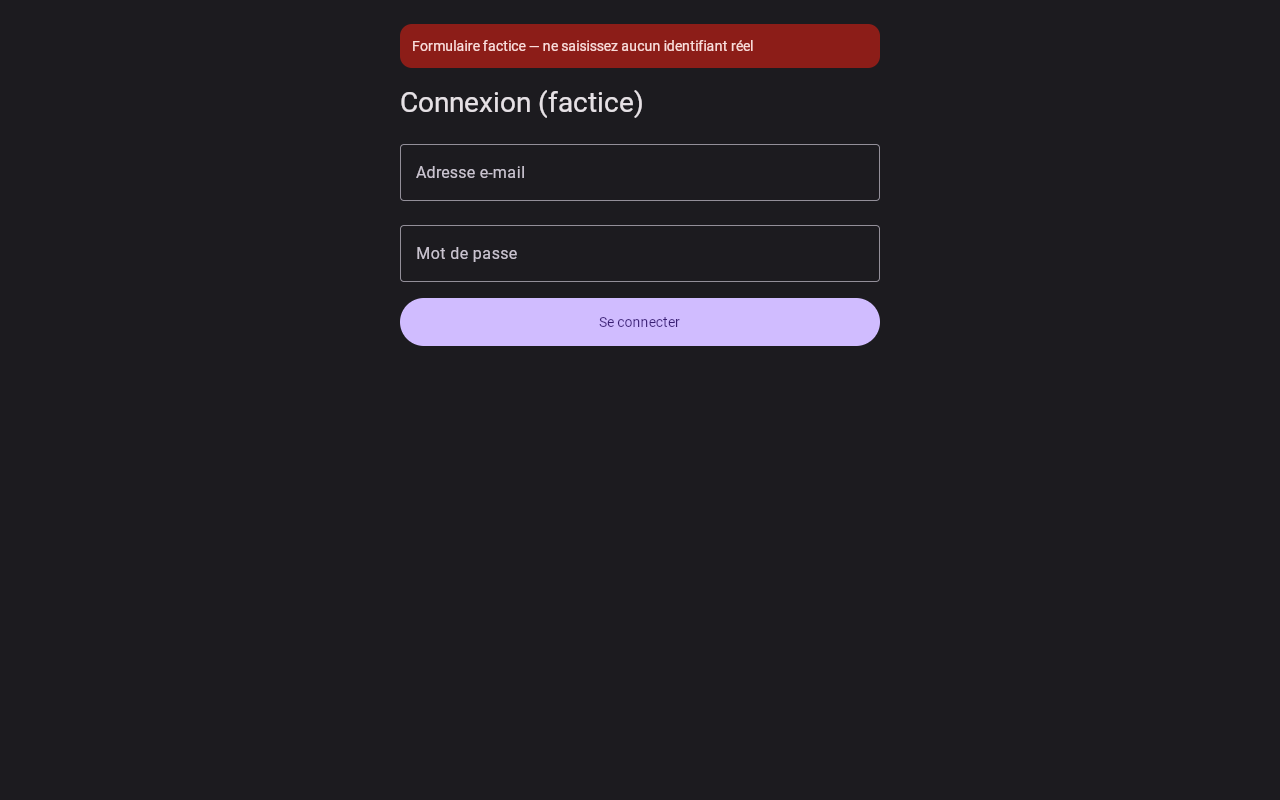 Formulaire factice — ne saisissez aucun identifiant réel
Connexion (factice)
Adresse e-mail
Mot de passe
Se connecter